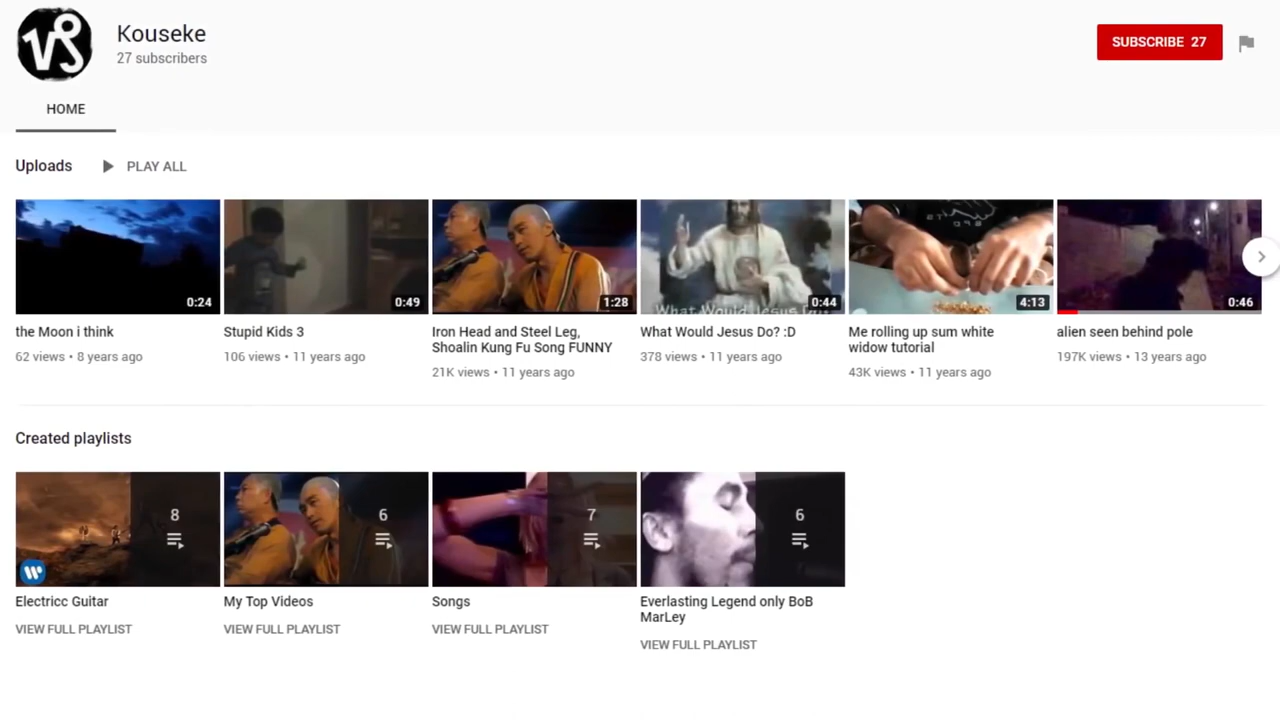 Kouseke
27 subscribers
SUBSCRIBE 27
HOME
Uploads PLAY ALL
0:24 0:49 1:28 What Would Jesus Do? 0:44 4:13 0:46
the Moon i think
62 views • 8 years ago
Stupid Kids 3
106 views • 11 years ago
Iron Head and Steel Leg,
Shoalin Kung Fu Song FUNNY
21K views • 11 years ago
What Would Jesus Do? :D
378 views • 11 years ago
Me rolling up sum white
widow tutorial
43K views • 11 years ago
alien seen behind pole
197K views • 13 years ago
Created playlists
8 6 7 6
Electricc Guitar
VIEW FULL PLAYLIST
My Top Videos
VIEW FULL PLAYLIST
Songs
VIEW FULL PLAYLIST
Everlasting Legend only BoB
MarLey
VIEW FULL PLAYLIST